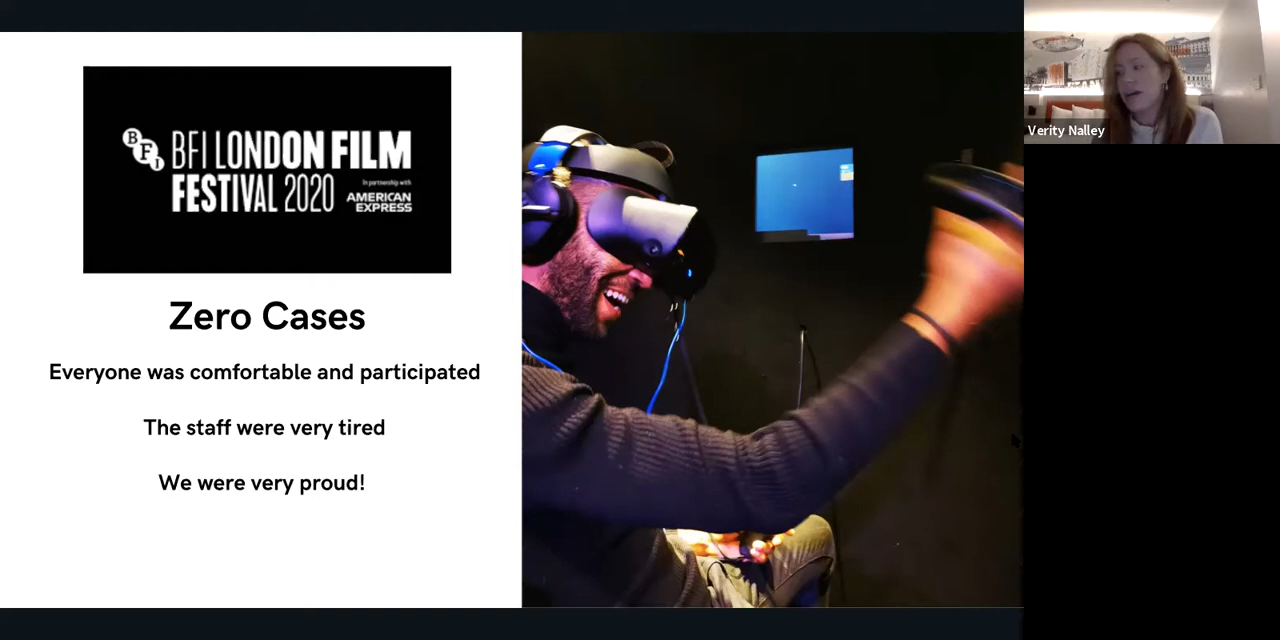 BFI
BFI LONDON FILM
FESTIVAL 2020
In partnership with
AMERICAN
EXPRESS
Zero Cases
Everyone was comfortable and participated
The staff were very tired
We were very proud!
Verity Nalley